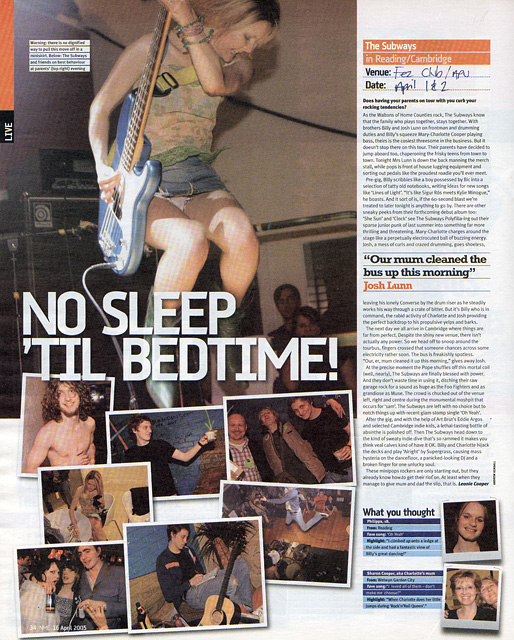 Warning: there is no dignified
way to pull this move off in a
miniskirt. Below: The Subways
and friends on best behaviour
at parents' (top right) evening
LIVE
The Subways
in Reading/Cambridge
Venue: Fez Club/
Date: April 1 & 2
Does having your parents on tour with you curb your
rocking tendencies?
As the Waltons of Home Counties rock, The Subways know
that the family who plays together, stays together. With
brothers Billy and Josh Lunn on frontman and drumming
duties and Billy's squeeze Mary-Charlotte Cooper playing
bass, theirs is the cosiest threesome in the business. But it
doesn't stop there on this tour. Their parents have decided to
jump aboard too, chaperoning the frisky teens from town to
town. Tonight Mrs Lunn is down the back manning the merch
stall, while pops is front of house lugging equipment and
sorting out pedals like the proudest roadie you'll ever meet.
Pre-gig, Billy scribbles like a boy possessed by Bic into a
selection of tatty old notebooks, writing ideas for new songs
like 'Lines of Light'. "It's like Sigur Rós meets Kylie Minogue,"
he boasts. And it sort of is, if the 60-second blast we're
treated to later tonight is anything to go by. There are other
sneaky peeks from their forthcoming debut album too:
'She Sun' and 'Clock' see The Subways Polyfilla-ing out their
sparse junior punk of last summer into something far more
thrilling and threatening. Mary-Charlotte charges around the
stage like a perpetually electrocuted ball of buzzing energy.
Josh, a mess of curls and crazed drumming, goes shoeless,
"Our mum cleaned the
bus up this morning"
Josh Lunn
leaving his lonely Converse by the drum riser as he steadily
works his way through a crate of bitter. But it's Billy who is in
command, the rabid activity of Charlotte and Josh providing
the perfect backdrop to his propulsive yelps and barks.
The next day we all arrive in Cambridge where things are
far from perfect. Despite the shiny new venue, there isn't
actually any power. So we head off to snoop around the
tourbus, fingers crossed that someone chances across some
electricity rather soon. The bus is freakishly spotless.
"Our, er, mum cleaned it up this morning," gives away Josh.
At the precise moment the Pope shuffles off this mortal coil
(well, nearly), The Subways are finally blessed with power.
And they don't waste time in using it, ditching their raw
garage rock for a sound as huge as the Foo Fighters and as
grandiose as Muse. The crowd is chucked out of the venue
left, right and centre during the monumental moshpit that
occurs for 'Sam'. The Subways are left with no choice but to
notch things up with recent glam-stamp single 'Oh Yeah'.
After the gig, and with the help of Art Brut's Eddie Argos
and selected Cambridge indie kids, a lethal-tasting bottle of
absinthe is polished off. Then The Subways head down to
the kind of sweaty indie dive that's so rammed it makes you
think veal calves kind of have it OK. Billy and Charlotte hijack
the decks and play 'Alright' by Supergrass, causing mass
hysteria on the dancefloor, a panicked-looking DJ and a
broken finger for one unlucky soul.
These minipops rockers are only starting out, but they
already know how to get their riot on. At least when they
manage to give mum and dad the slip, that is. Leonie Cooper
NO SLEEP
'TIL BEDTIME!
What you thought
Philippa,
From: Reading
Fave song: 'Oh Yeah'
Highlight: "I climbed up onto a ledge at
the side and had a fantastic view of
Billy's great dancing!"
Sharon Cooper, aka Charlotte's mum
From: Welwyn Garden City
Fave song: "I loved all of them – don't
make me choose!"
Highlight: "When Charlotte does her little
jumps during 'Rock'n'Roll Queen'."
54 NME 16 April 2005